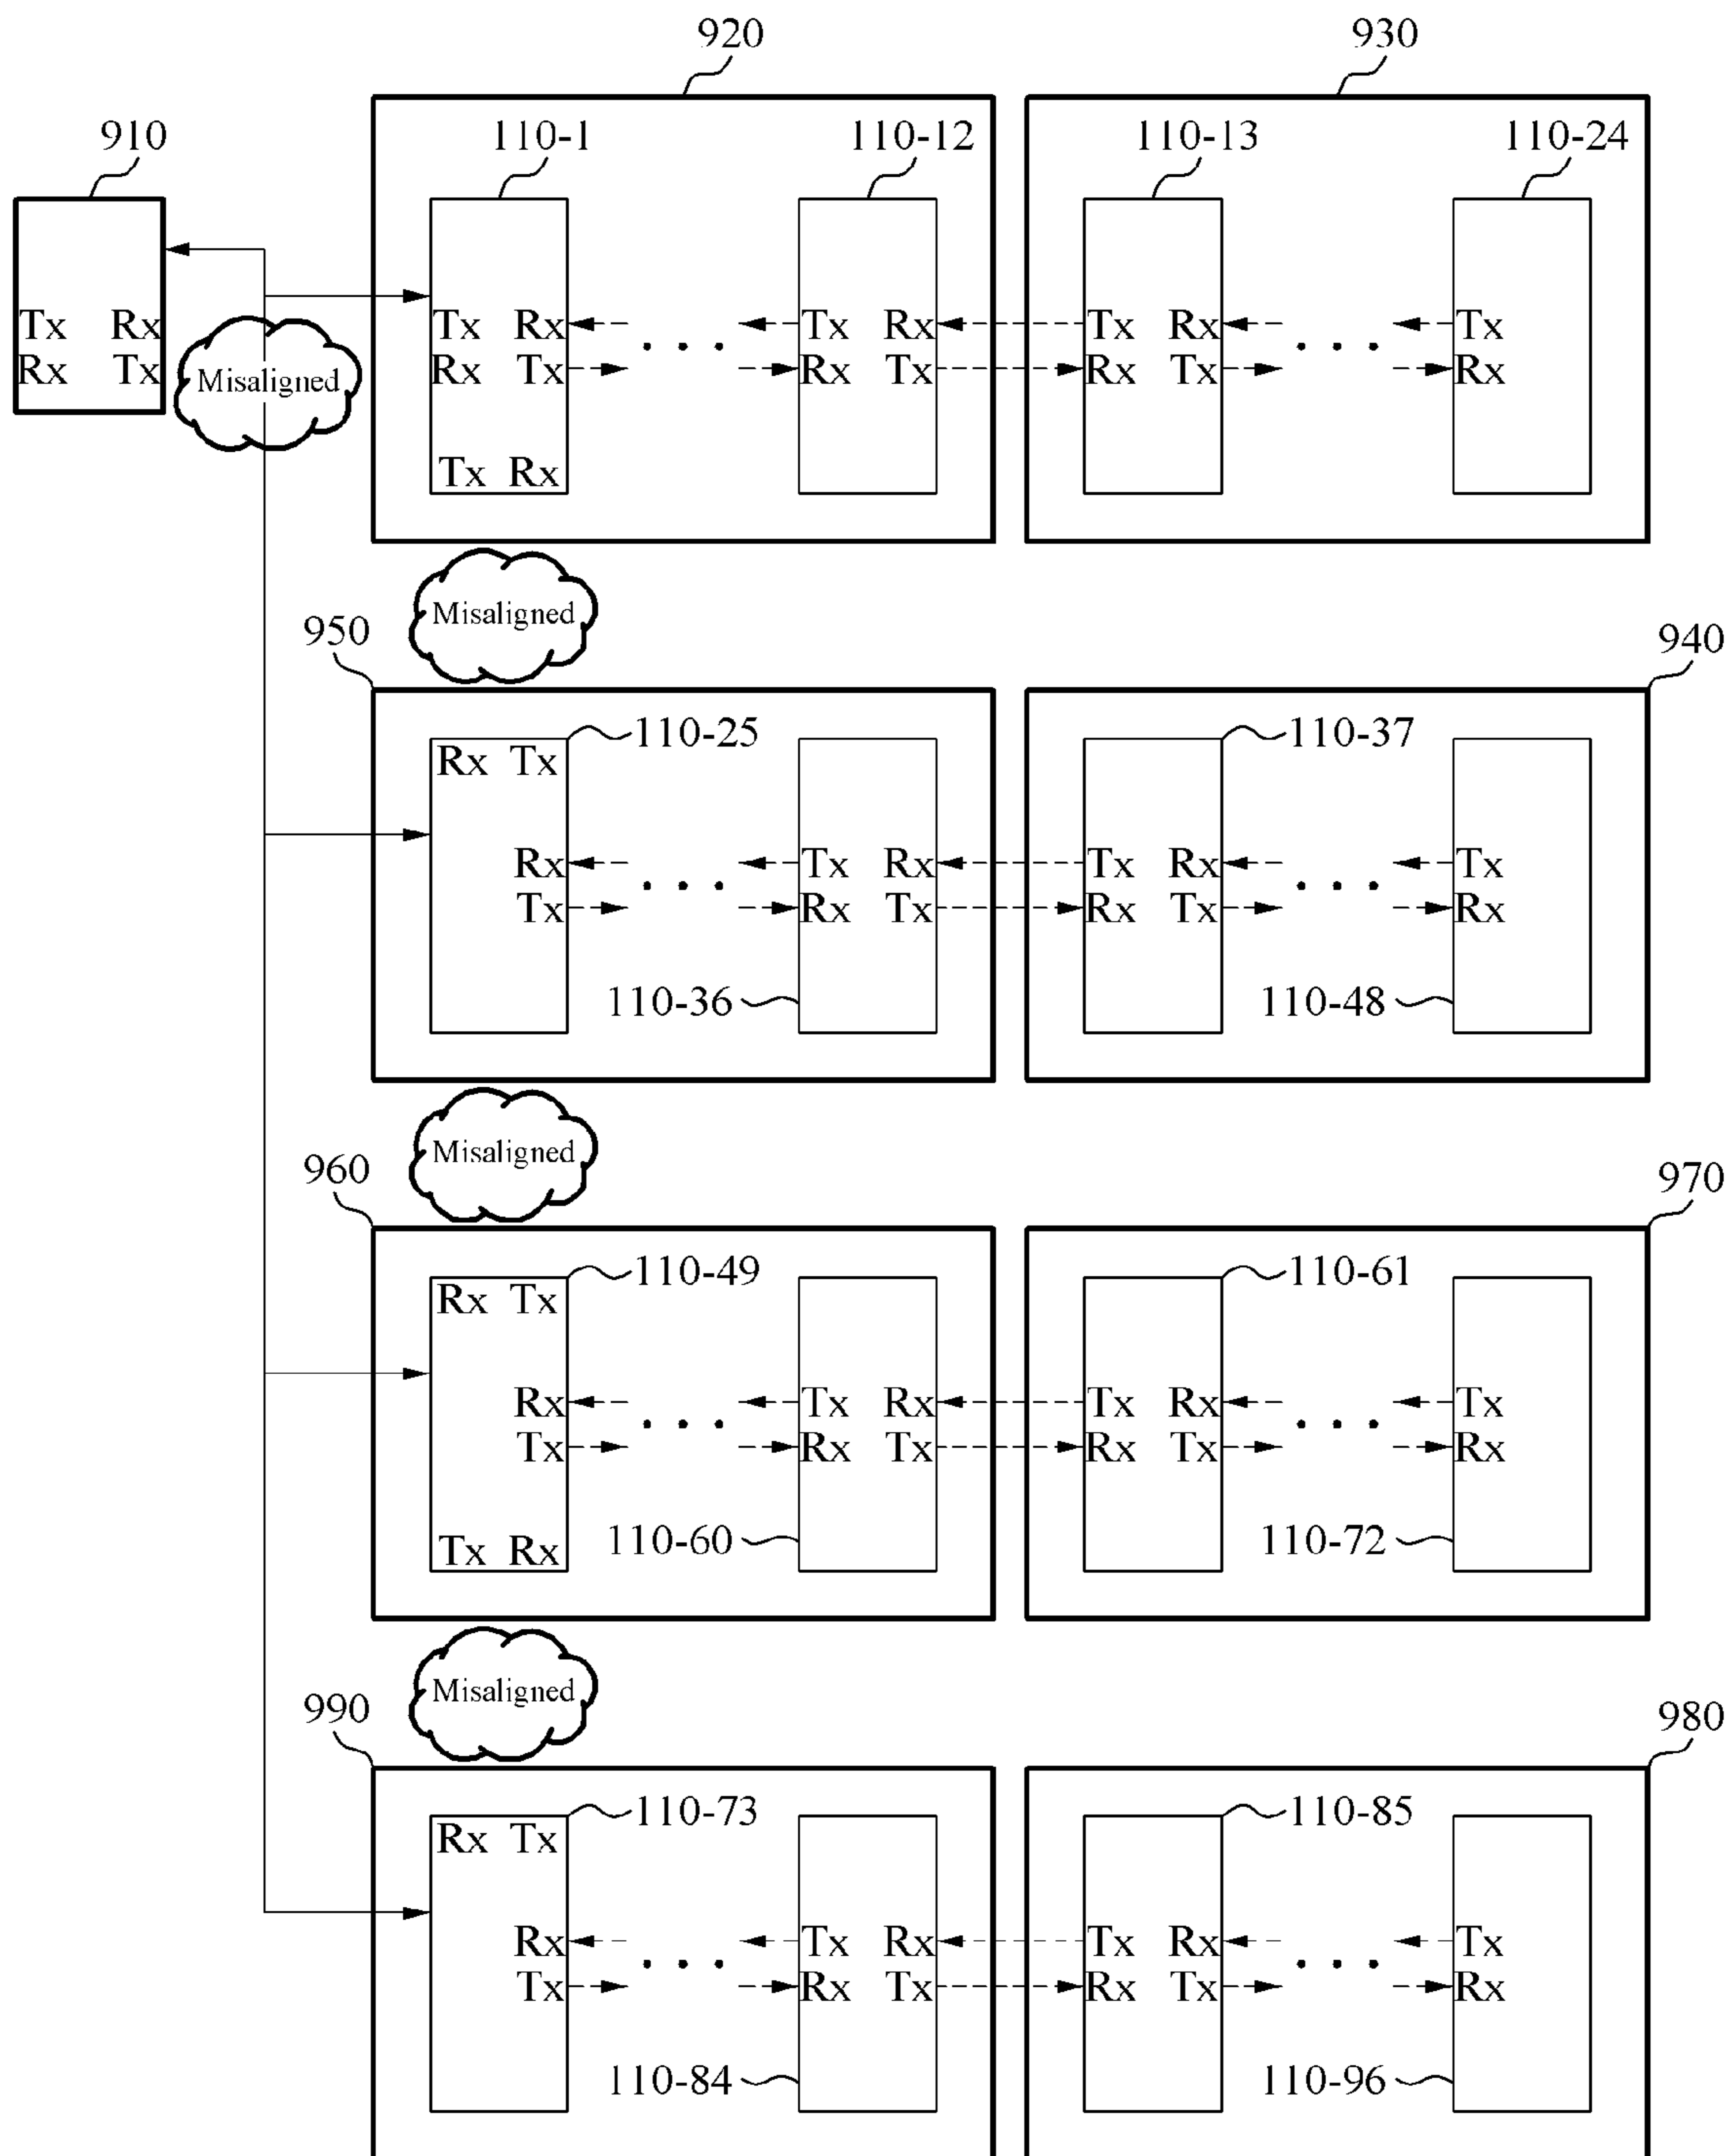 920 930
910 110-1 110-12 110-13 110-24
Tx Rx Tx Rx Tx Rx Tx Rx Tx
Rx Tx Misaligned Rx Tx . . . Rx Tx Rx Tx . . . Rx
Tx Rx
Misaligned
950 940
110-25 110-37
Rx Tx
Rx Tx Rx Tx Rx Tx
Tx . . . Rx Tx Rx Tx . . . Rx
110-36 110-48
Misaligned
960 970
110-49 110-61
Rx Tx
Rx Tx Rx Tx Rx Tx
Tx . . . Rx Tx Rx Tx . . . Rx
Tx Rx 110-60 110-72
Misaligned
990 980
110-73 110-85
Rx Tx
Rx Tx Rx Tx Rx Tx
Tx . . . Rx Tx Rx Tx . . . Rx
110-84 110-96